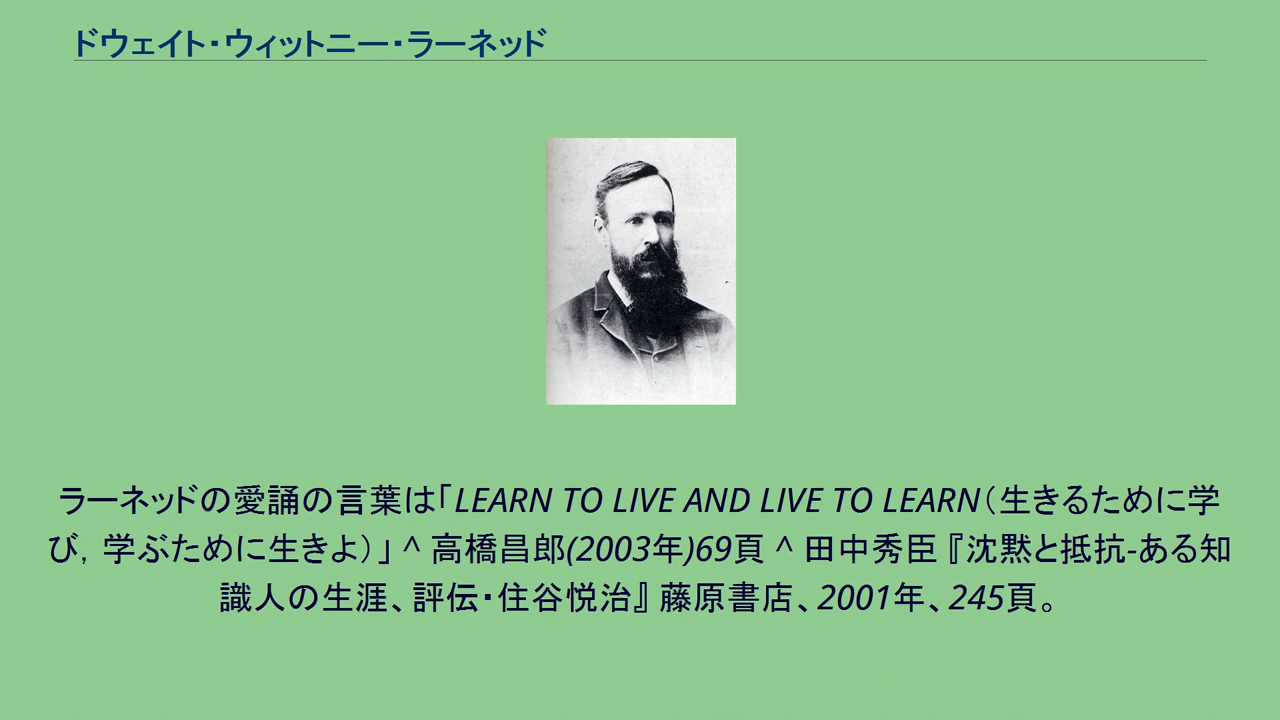 ドウェイト・ウィットニー・ラーネッド
ラーネッドの愛誦の言葉は「LEARN TO LIVE AND LIVE TO LEARN（生きるために学
び，学ぶために生きよ）」 ^ 高橋昌郎(2003年)69頁 ^ 田中秀臣『沈黙と抵抗-ある知
識人の生涯、評伝・住谷悦治』藤原書店、2001年、245頁。